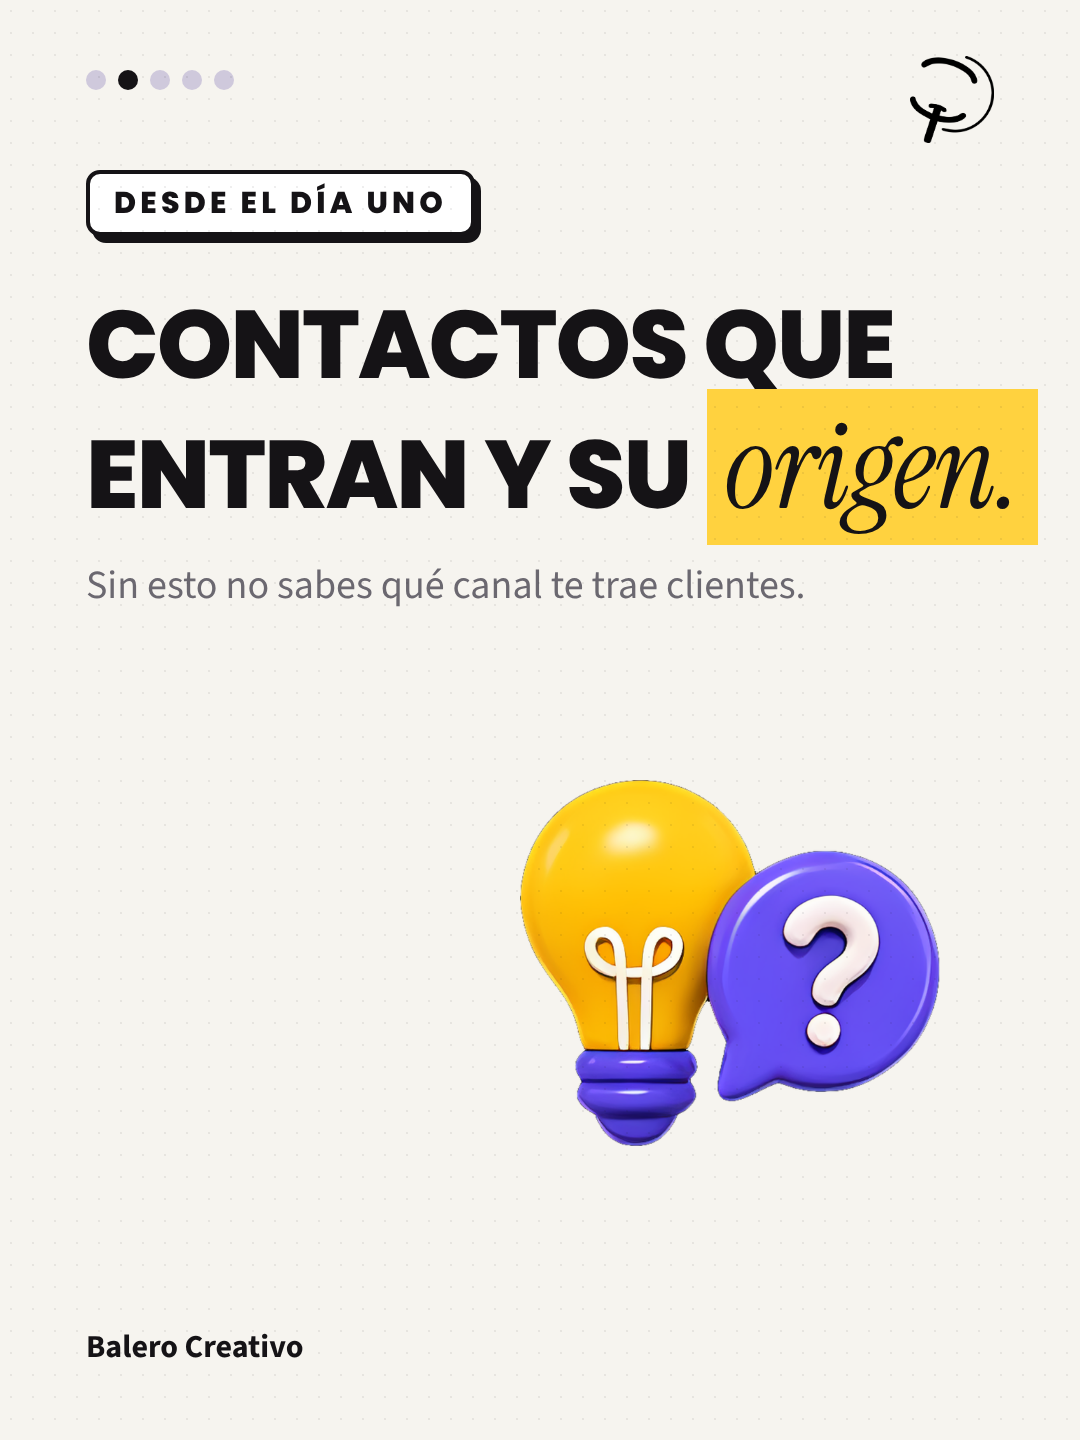 DESDE EL DÍA UNO
CONTACTOS QUE
ENTRAN Y SU origen.
Sin esto no sabes qué canal te trae clientes.
?
Balero Creativo